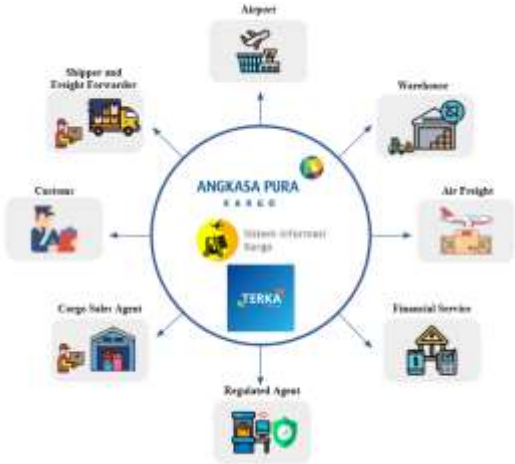 Airport
Shipper and
Freight Forwarder
Warehouse
ANGKASA PURA
KARGO
Customs
Air Freight
Sistem Informasi
Kargo
TERKA
Cargo Sales Agent
Financial Service
Regulated Agent